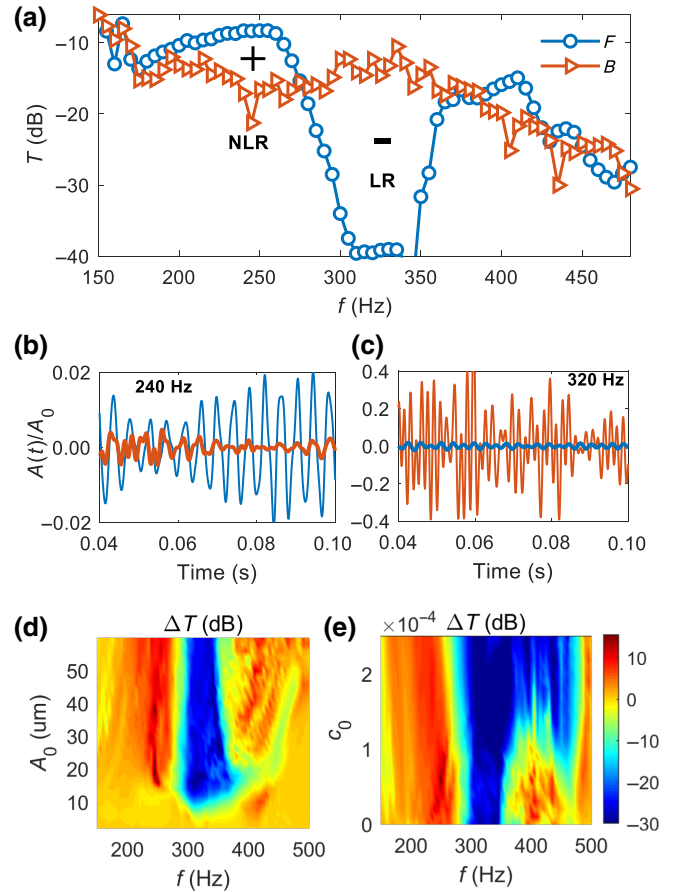 (a)
−10
−20
−30
−40
T (dB)
F
B
+
NLR
-
LR
150 200 250 300 350 400 450
f (Hz)
(b)
240 Hz
0.02
0.00
−0.02
A(t)/A0
0.04 0.06 0.08 0.10
Time (s)
(c)
320 Hz
0.4
0.2
0.0
−0.2
−0.4
0.04 0.06 0.08 0.10
Time (s)
(d)
ΔT (dB)
50
40
30
20
10
A0 (um)
200 300 400 500
f (Hz)
(e)
×10−4 ΔT (dB)
2
1
0
c0
200 300 400 500
f (Hz)
10
0
−10
−20
−30